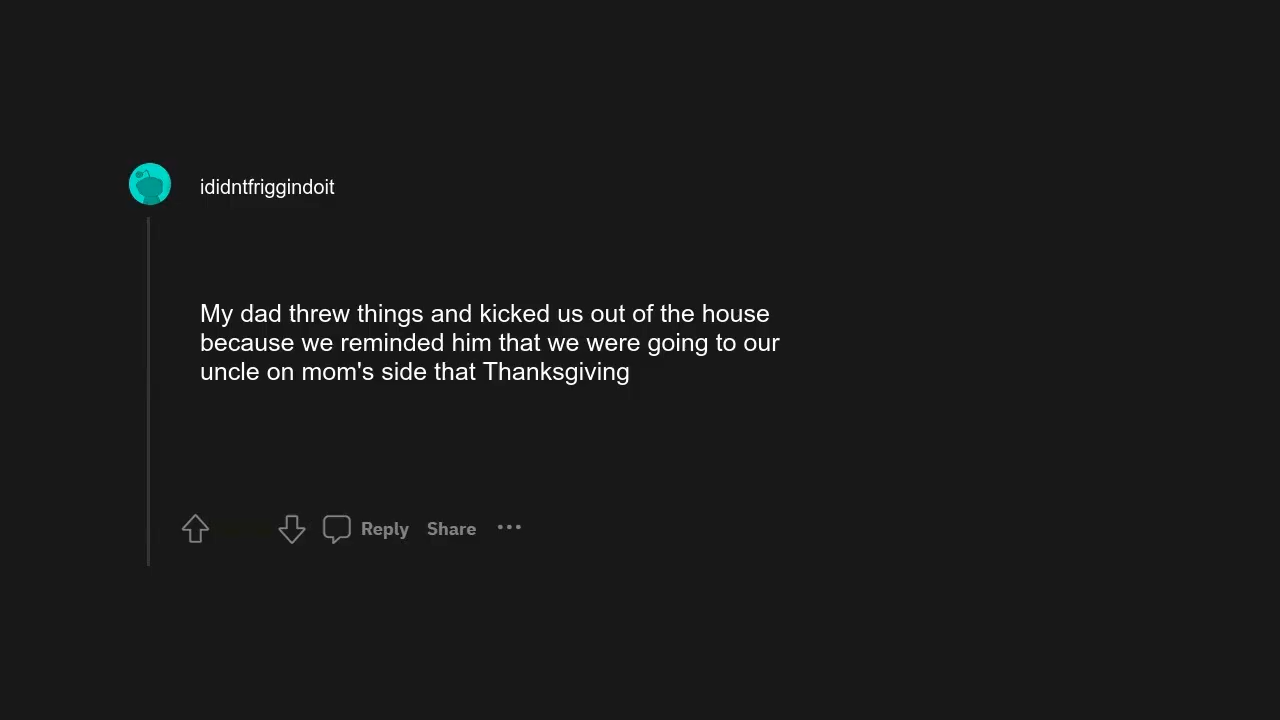 ididntfriggindoit
My dad threw things and kicked us out of the house
because we reminded him that we were going to our
uncle on mom's side that Thanksgiving
Reply Share